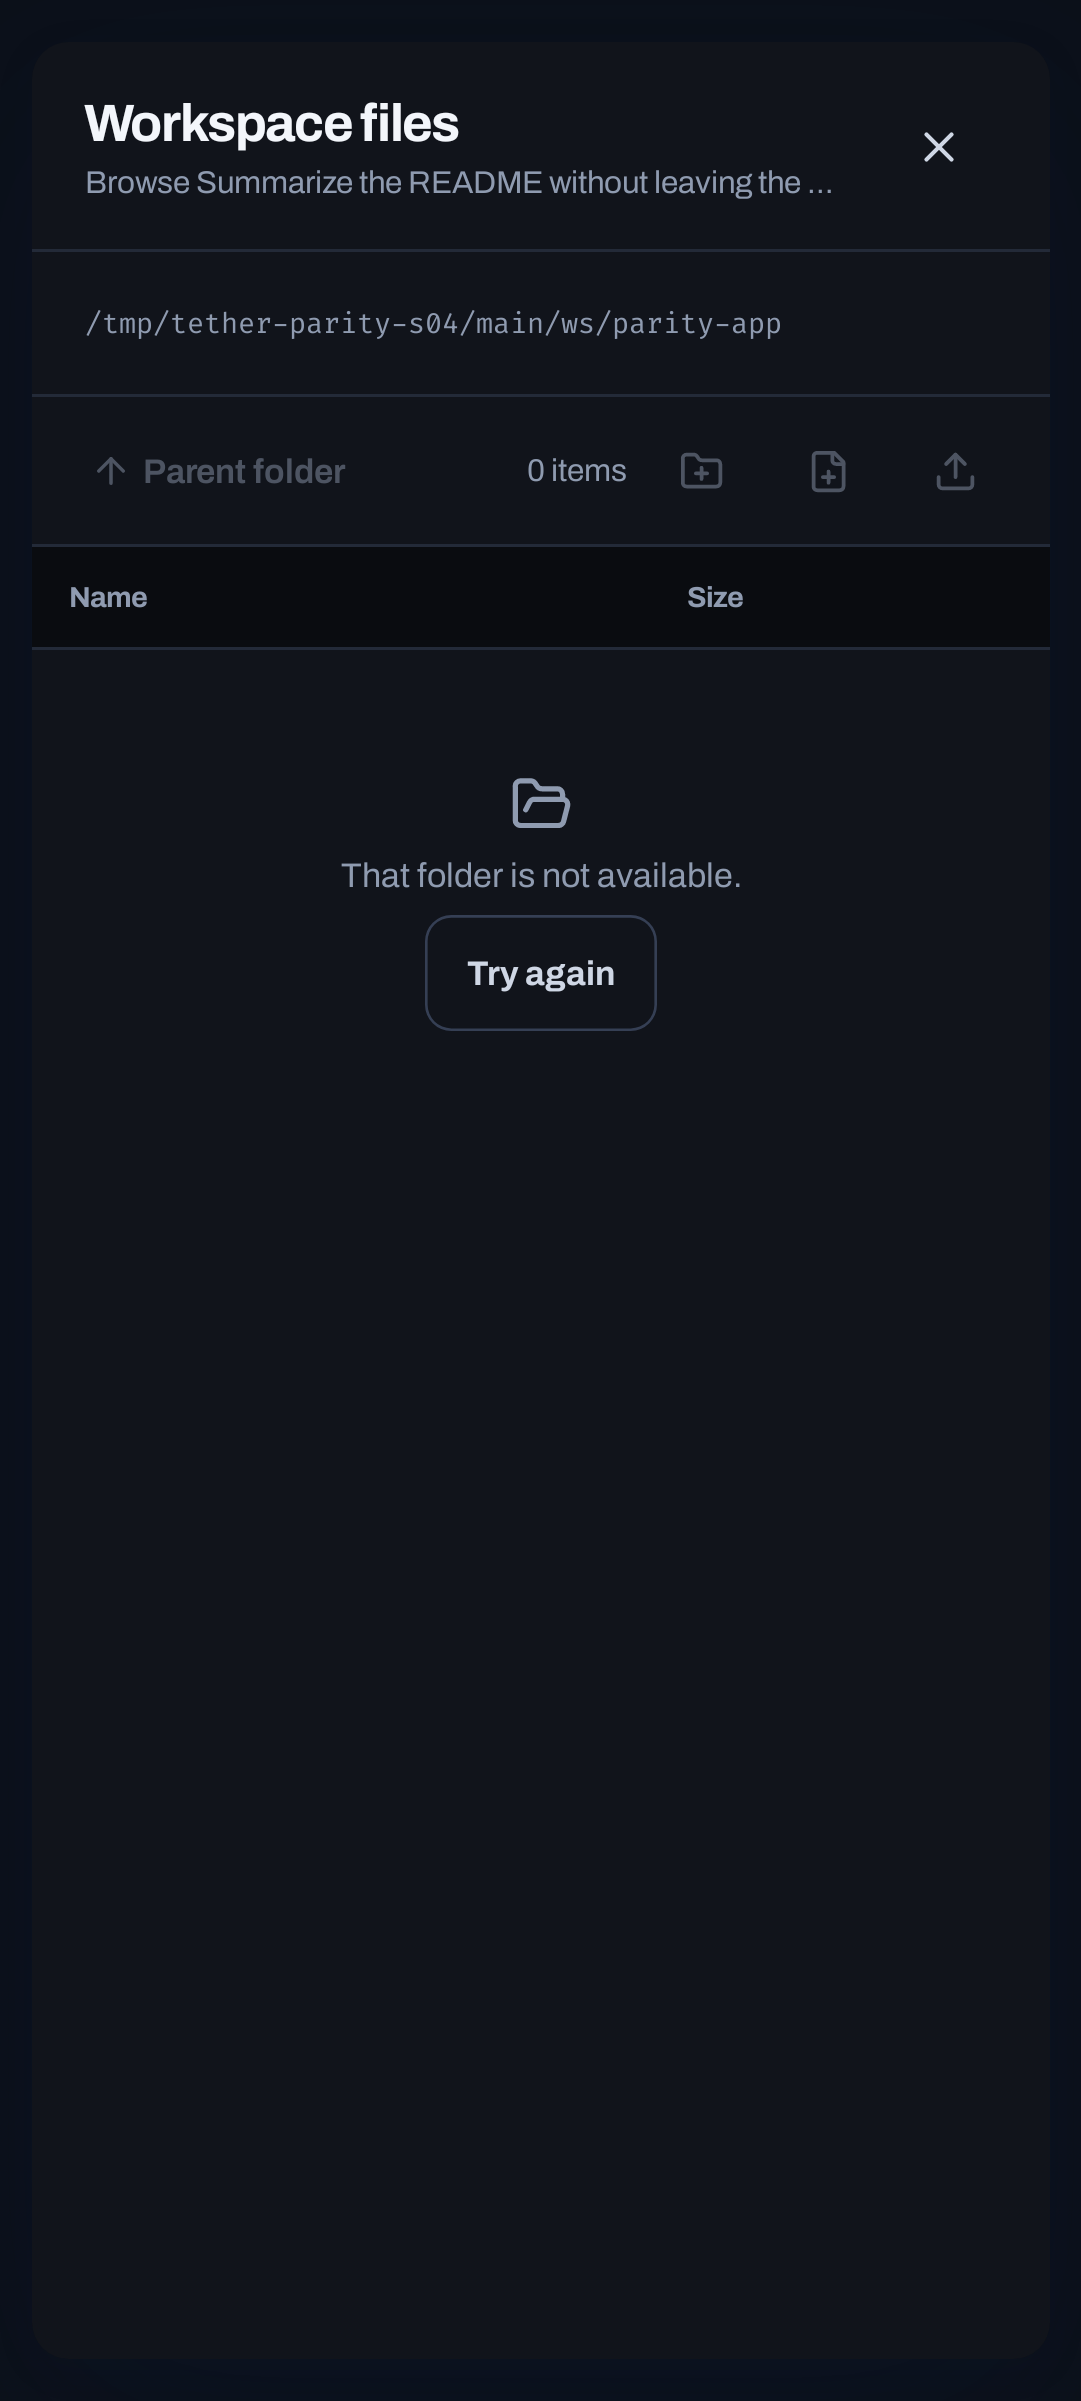 Workspace files
Browse Summarize the README without leaving the ...
/tmp/tether-parity-s04/main/ws/parity-app
Parent folder
0 items
Name
Size
That folder is not available.
Try again